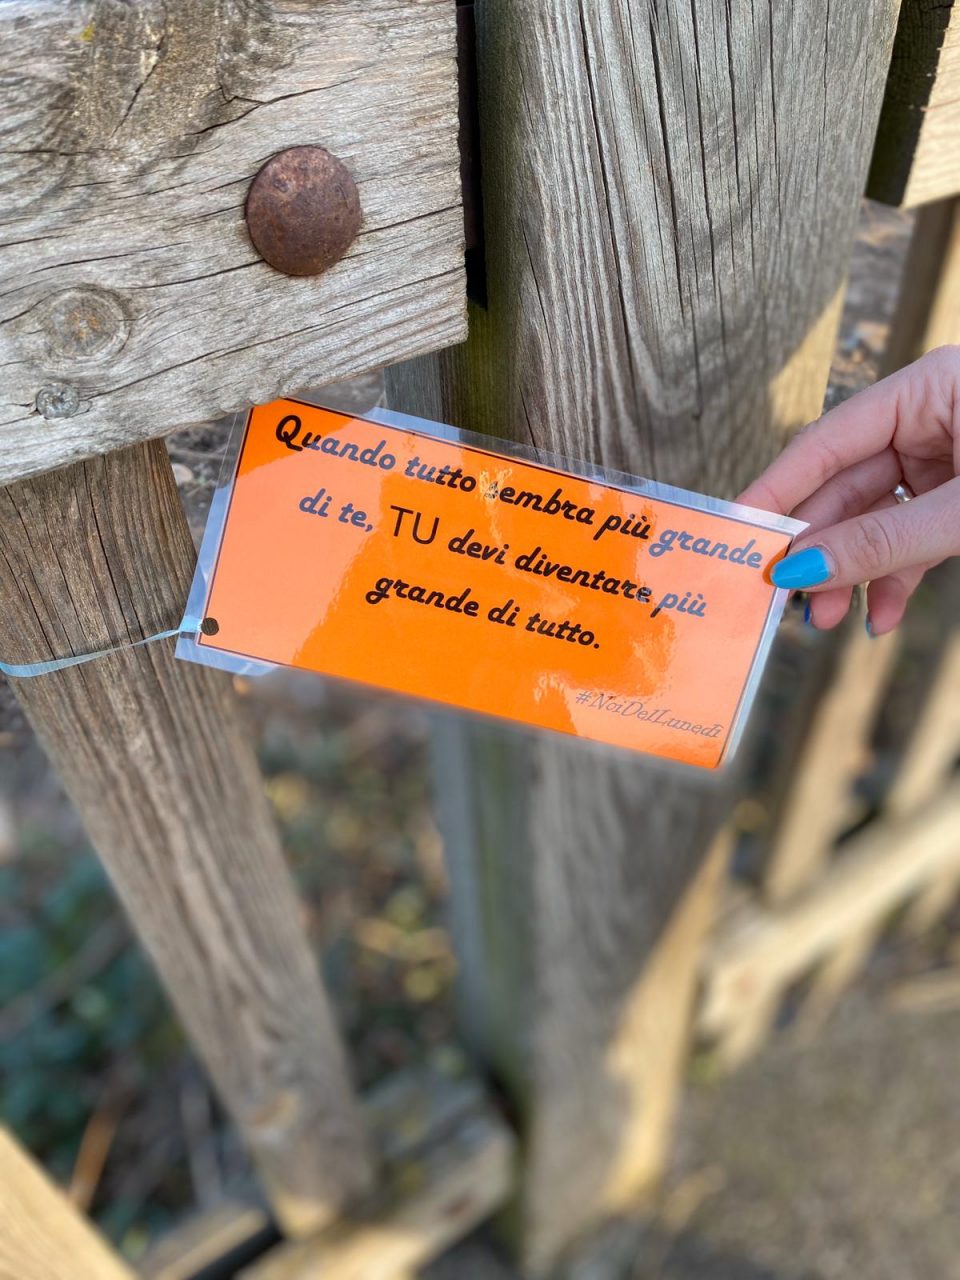 Quando tutto sembra più grande
di te, TU devi diventare più
grande di tutto.
#NoiDelLunedì